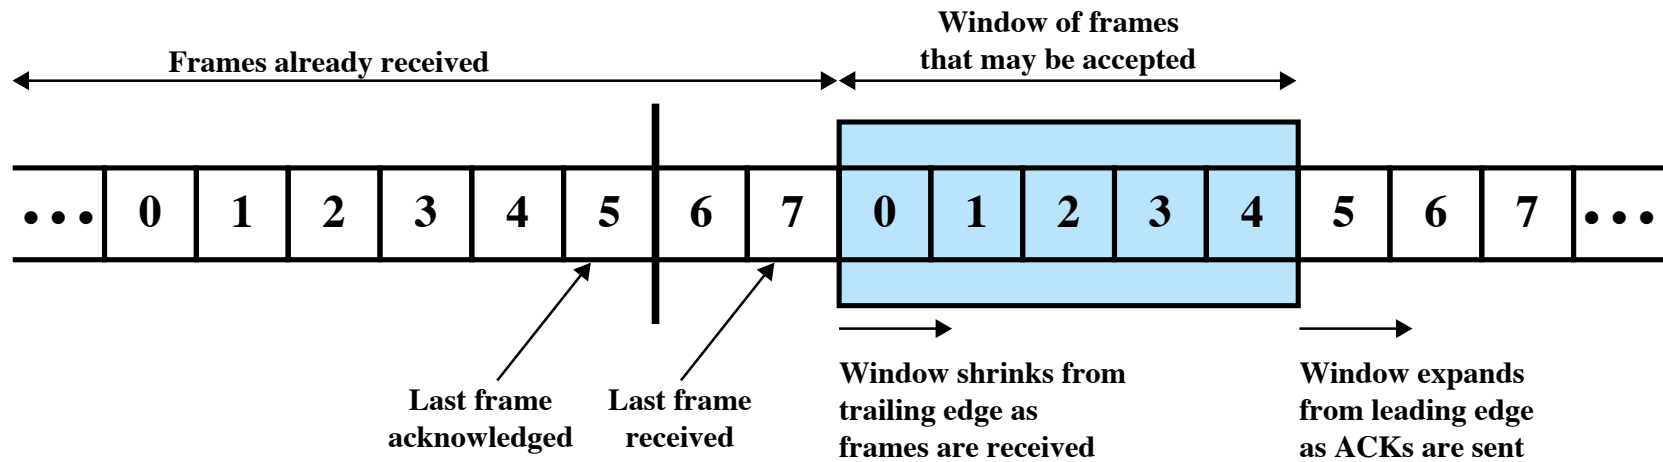 Window of frames
that may be accepted
Frames already received
••• 0 1 2 3 4 5 6 7 0 1 2 3 4 5 6 7 •••
Last frame
acknowledged
Last frame
received
Window shrinks from
trailing edge as
frames are received
Window expands
from leading edge
as ACKs are sent